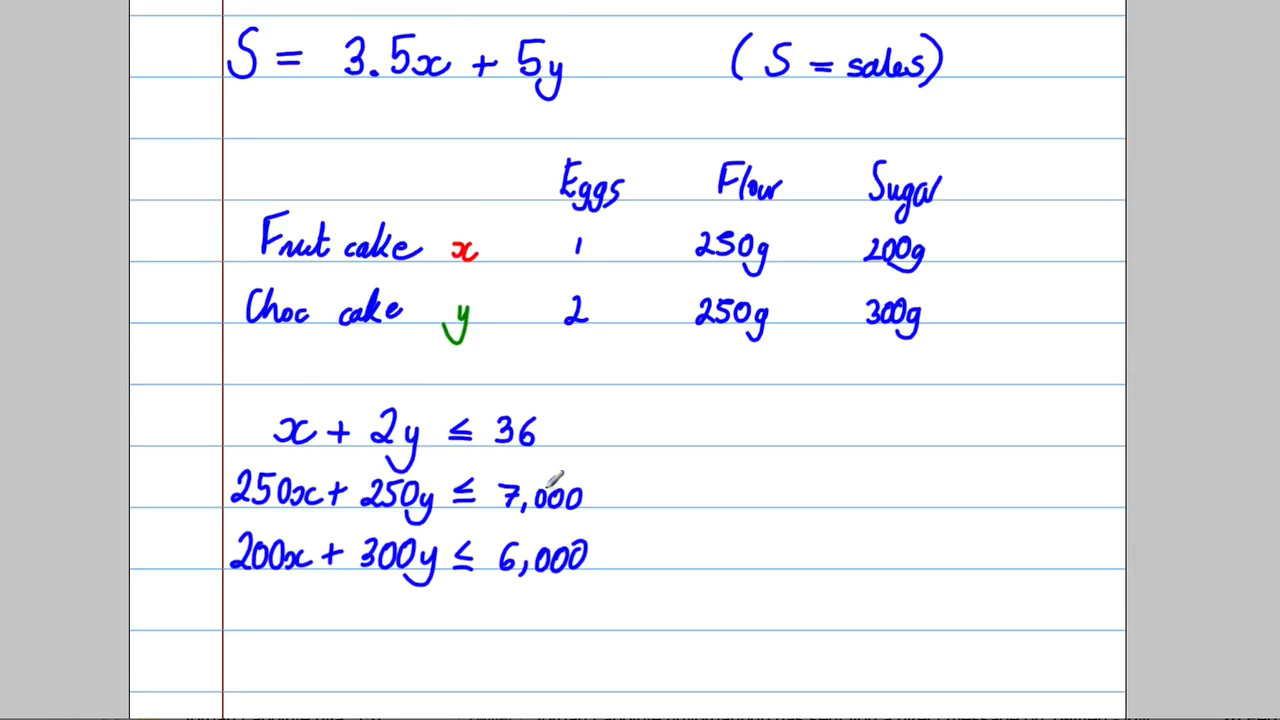 S = 3.5x + 5y (S = sales)
Eggs Flour Sugar
Fruit cake x 1 250g 200g
Choc cake y 2 250g 300g
x + 2y ≤ 36
250x + 250y ≤ 7,000
200x + 300y ≤ 6,000